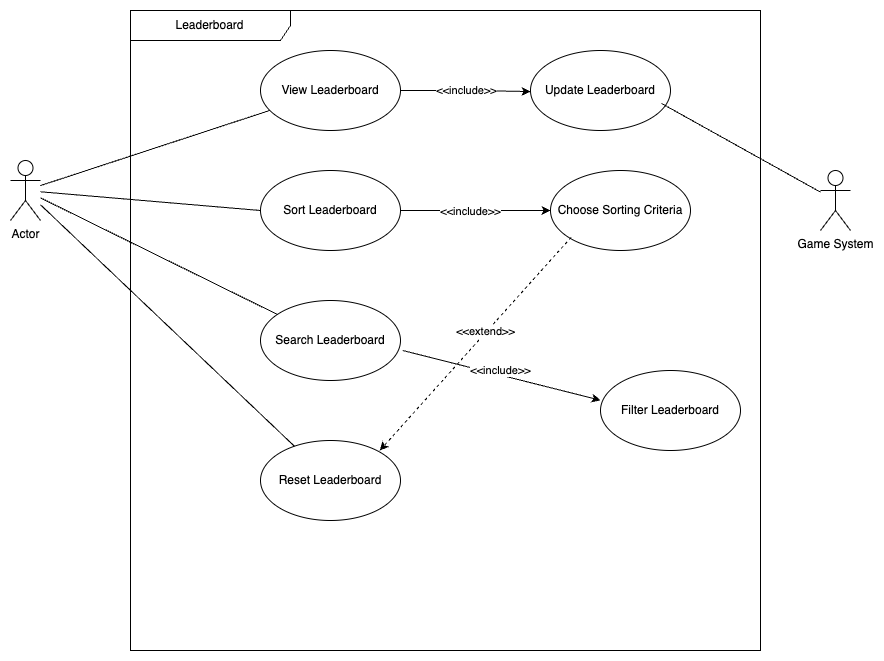 Leaderboard
View Leaderboard
<<include>>
Update Leaderboard
Actor
Sort Leaderboard
<<include>>
Choose Sorting Criteria
Game System
<<extend>>
Search Leaderboard
<<include>>
Filter Leaderboard
Reset Leaderboard